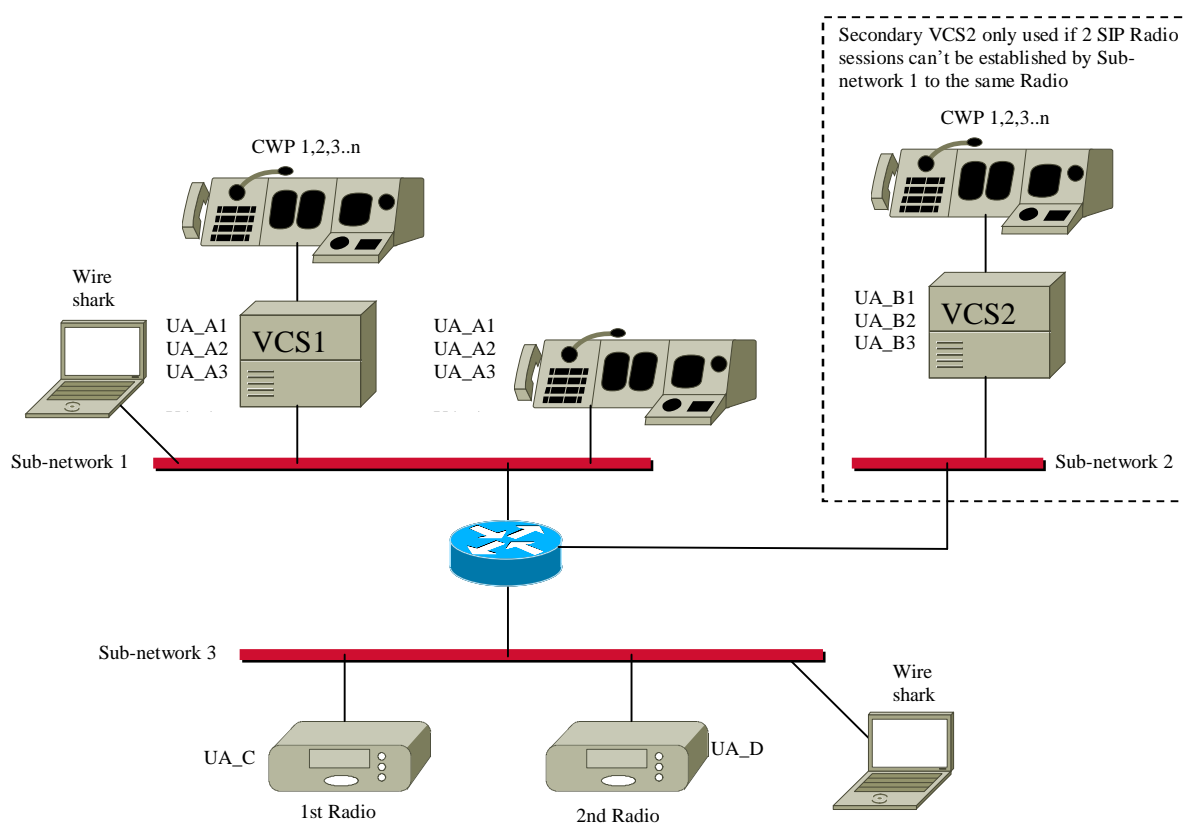 Secondary VCS2 only used if 2 SIP Radio
sessions can't be established by Sub-
network 1 to the same Radio
CWP 1,2,3..n
CWP 1,2,3..n
Wire
shark
UA_A1
UA_A2
UA_A3
VCS1
UA_A1
UA_A2
UA_A3
UA_B1
UA_B2
UA_B3
VCS2
Sub-network 1
Sub-network 2
Sub-network 3
Wire
shark
UA_C
1st Radio
UA_D
2nd Radio